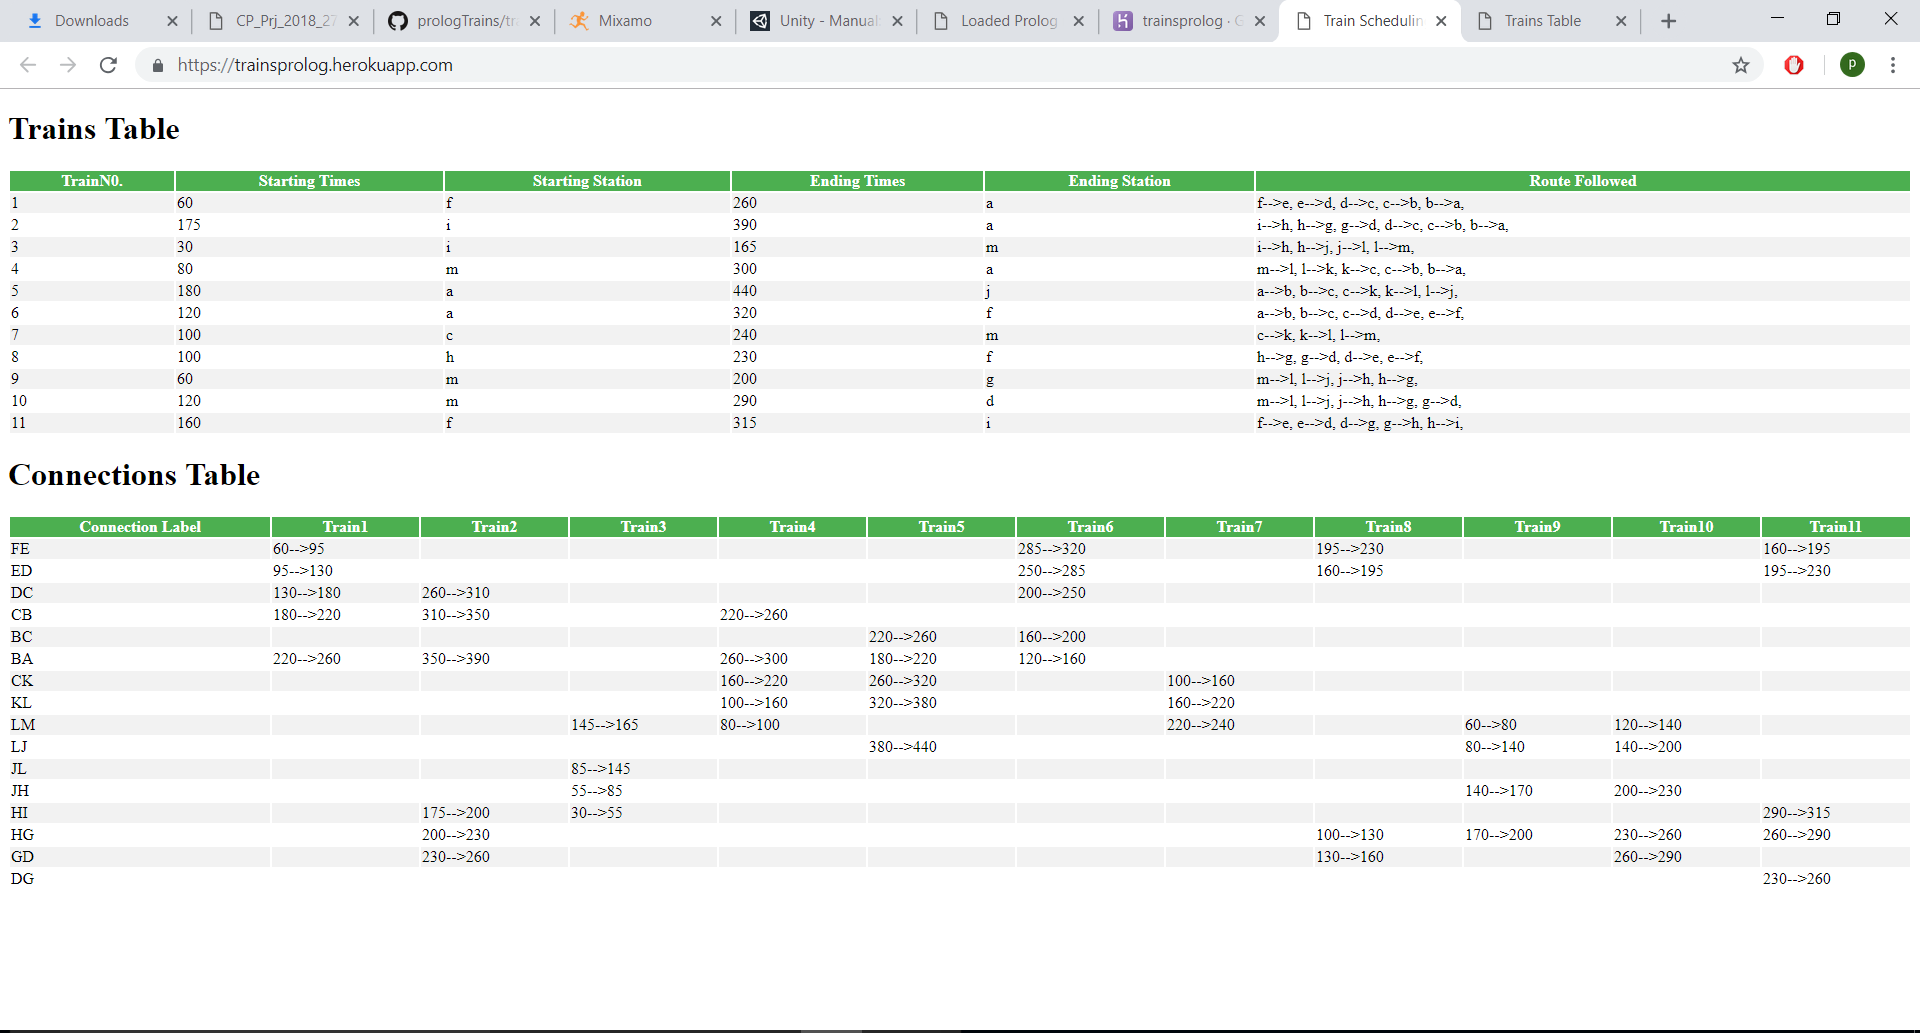 Downloads CP_Prj_2018_27 prologTrains/tr Mixamo Unity - Manual Loaded Prolog trainsprolog · G Train Schedulin Trains Table
https://trainsprolog.herokuapp.com p
Trains Table
TrainN0. Starting Times Starting Station Ending Times Ending Station Route Followed
1 60 f 260 a f-->e, e-->d, d-->c, c-->b, b-->a,
2 175 i 390 a i-->h, h-->g, g-->d, d-->c, c-->b, b-->a,
3 30 i 165 m i-->h, h-->j, j-->l, l-->m,
4 80 m 300 a m-->l, l-->k, k-->c, c-->b, b-->a,
5 180 a 440 j a-->b, b-->c, c-->k, k-->l, l-->j,
6 120 a 320 f a-->b, b-->c, c-->d, d-->e, e-->f,
7 100 c 240 m c-->k, k-->l, l-->m,
8 100 h 230 f h-->g, g-->d, d-->e, e-->f,
9 60 m 200 g m-->l, l-->j, j-->h, h-->g,
10 120 m 290 d m-->l, l-->j, j-->h, h-->g, g-->d,
11 160 f 315 i f-->e, e-->d, d-->g, g-->h, h-->i,
Connections Table
Connection Label Train1 Train2 Train3 Train4 Train5 Train6 Train7 Train8 Train9 Train10 Train11
FE 60-->95 285-->320 195-->230 160-->195
ED 95-->130 250-->285 160-->195 195-->230
DC 130-->180 260-->310 200-->250
CB 180-->220 310-->350 220-->260
BC 220-->260 160-->200
BA 220-->260 350-->390 260-->300 180-->220 120-->160
CK 160-->220 260-->320 100-->160
KL 100-->160 320-->380 160-->220
LM 145-->165 80-->100 220-->240 60-->80 120-->140
LJ 380-->440 80-->140 140-->200
JL 85-->145
JH 55-->85 140-->170 200-->230
HI 175-->200 30-->55 290-->315
HG 200-->230 100-->130 170-->200 230-->260 260-->290
GD 230-->260 130-->160 260-->290
DG 230-->260